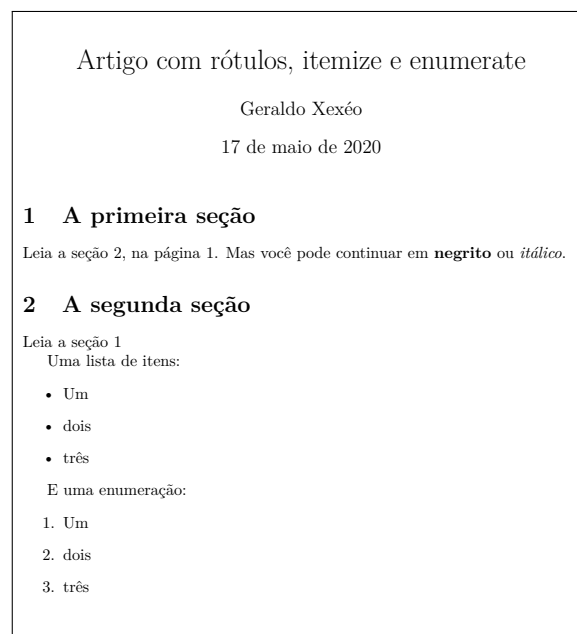 Artigo com rótulos, itemize e enumerate
Geraldo Xexéo
17 de maio de 2020
1 A primeira seção
Leia a seção 2, na página 1. Mas você pode continuar em negrito ou itálico.
2 A segunda seção
Leia a seção 1
Uma lista de itens:
• Um
• dois
• três
E uma enumeração:
1. Um
2. dois
3. três